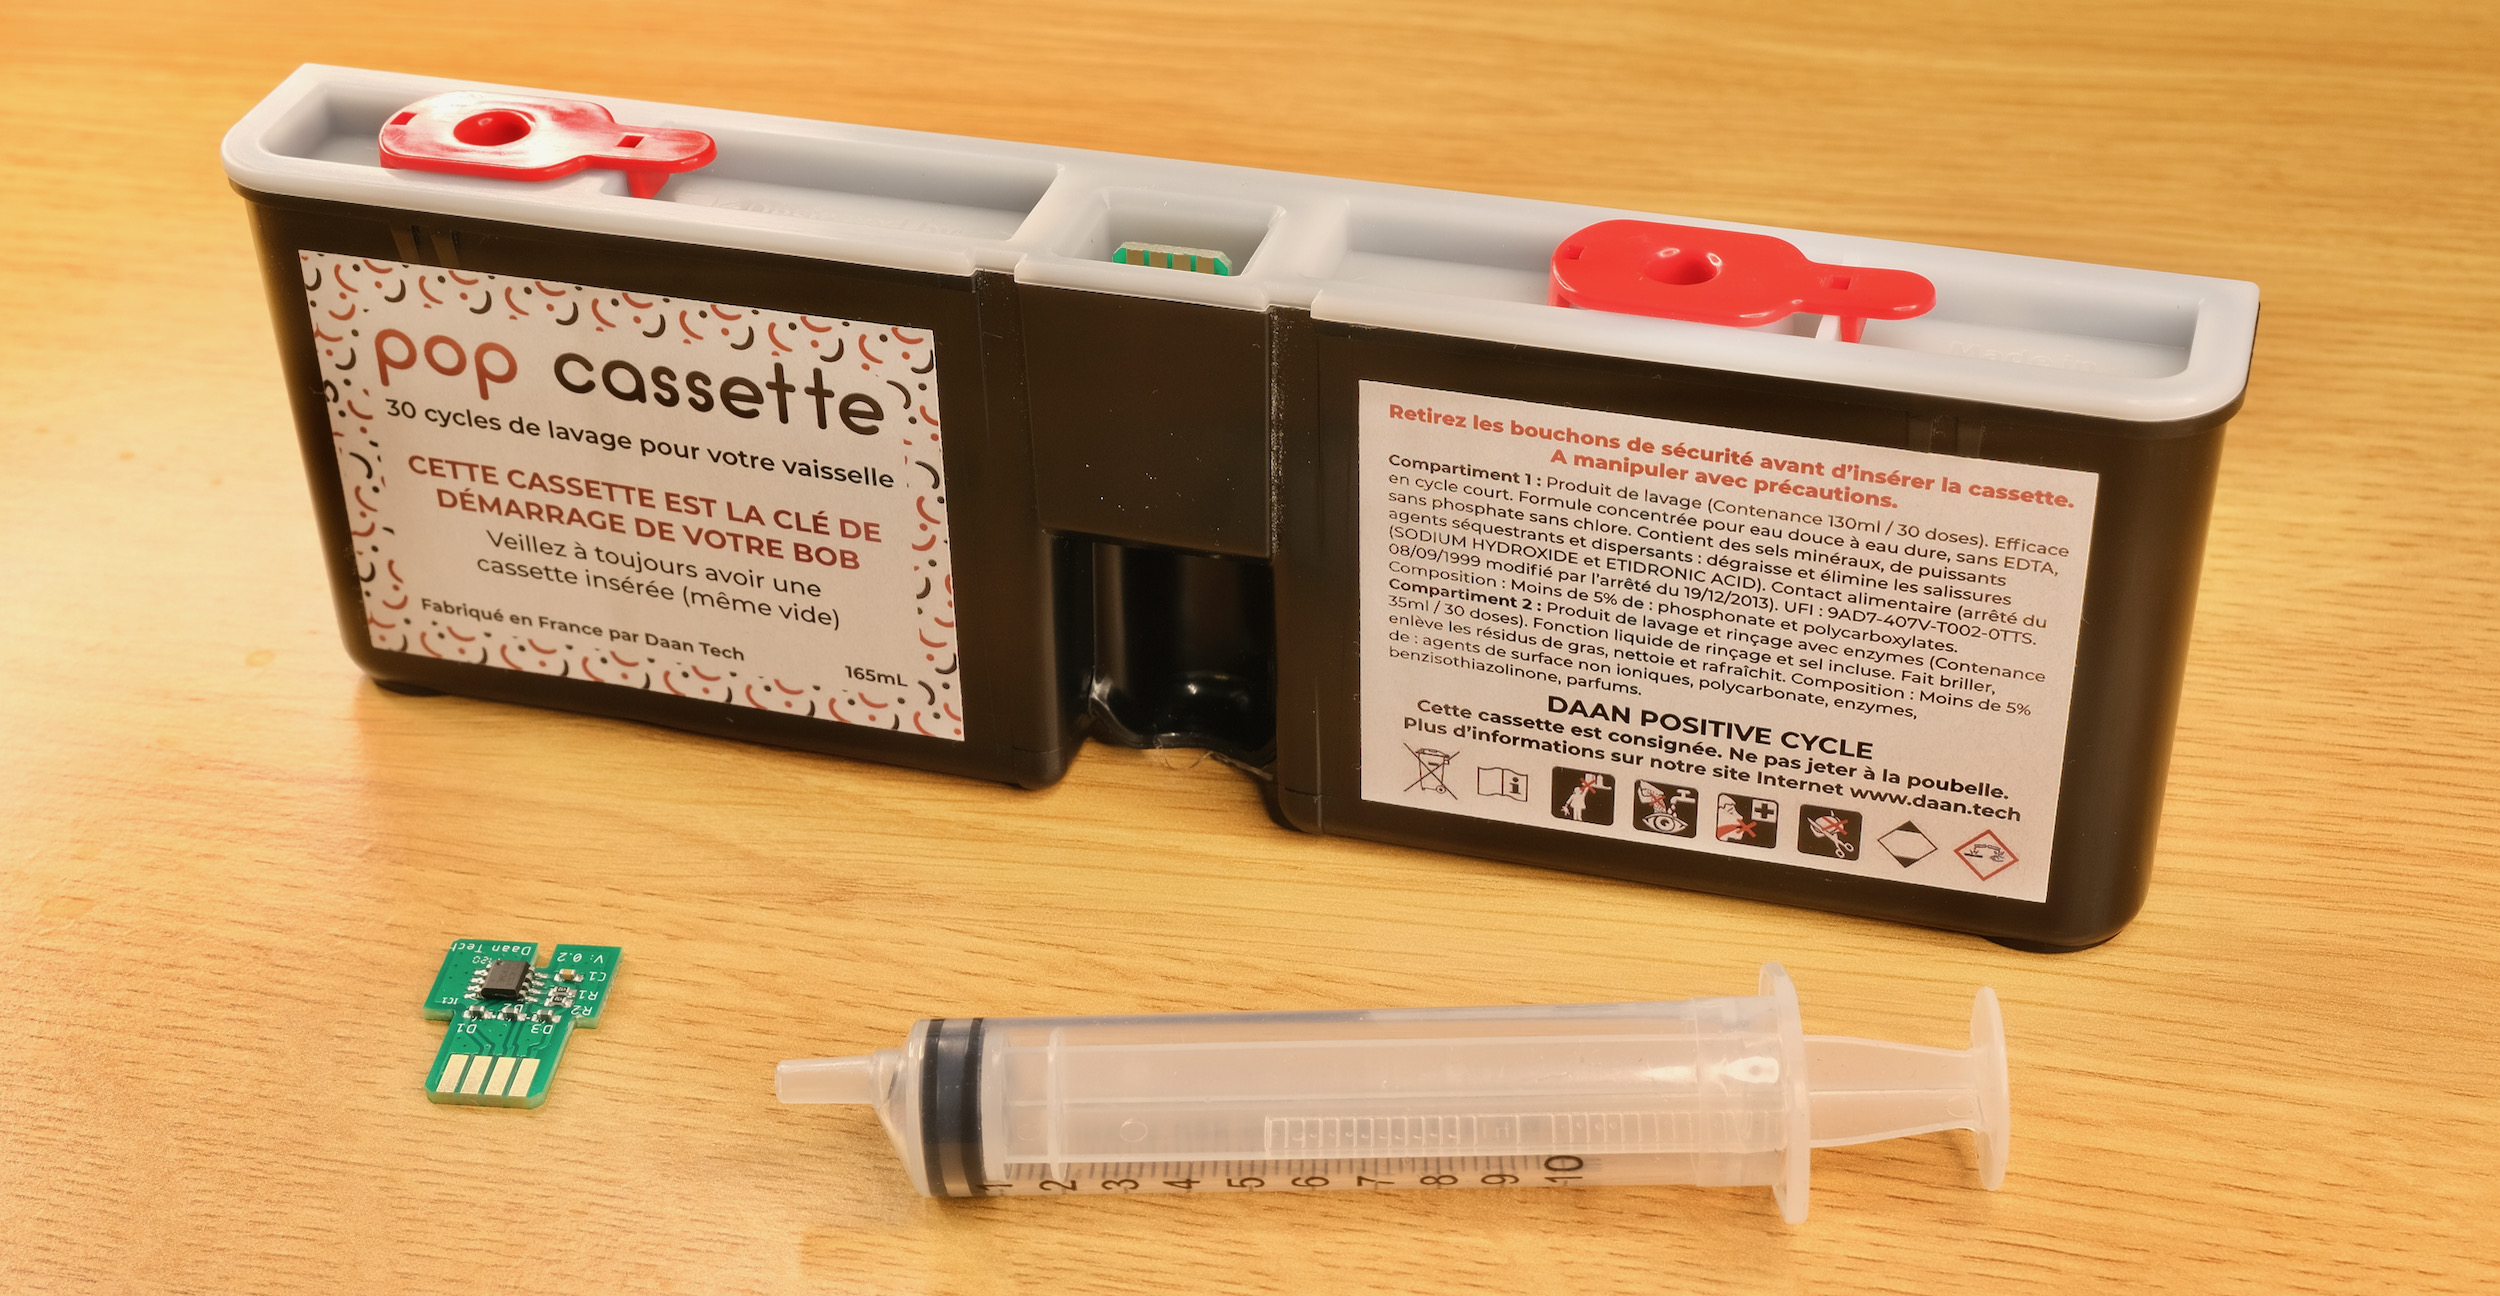 pop cassette
30 cycles de lavage pour votre vaisselle
CETTE CASSETTE EST LA CLÉ DE
DÉMARRAGE DE VOTRE BOB
Veillez à toujours avoir une
cassette insérée (même vide)
Fabriqué en France par Daan Tech
165mL
Retirez les bouchons de sécurité avant d'insérer la cassette.
A manipuler avec précautions.
Compartiment 1 : Produit de lavage (Contenance 130ml / 30 doses). Efficace
en cycle court. Formule concentrée pour eau douce à eau dure, sans EDTA,
sans phosphate sans chlore. Contient des sels minéraux, de puissants
agents séquestrants et dispersants : dégraisse et élimine les salissures
(SODIUM HYDROXIDE et ETIDRONIC ACID). Contact alimentaire (arrêté du
08/09/1999 modifié par l'arrêté du 19/12/2013). UFI : 9AD7-407V-T002-0TTS.
Composition : Moins de 5% de : phosphonate et polycarboxylates.
Compartiment 2 : Produit de lavage et rinçage avec enzymes (Contenance
35ml / 30 doses). Fonction liquide de rinçage et sel incluse. Fait briller,
enlève les résidus de gras, nettoie et rafraîchit. Composition : Moins de 5%
de : agents de surface non ioniques, polycarbonate, enzymes,
benzisothiazolinone, parfums.
DAAN POSITIVE CYCLE
Cette cassette est consignée. Ne pas jeter à la poubelle.
Plus d'informations sur notre site Internet www.daan.tech
Daan Tech
V: 0.2
C1
R1
R2
IC1
D1 D2 D3
1 2 3 4 5 6 7 8 9 10